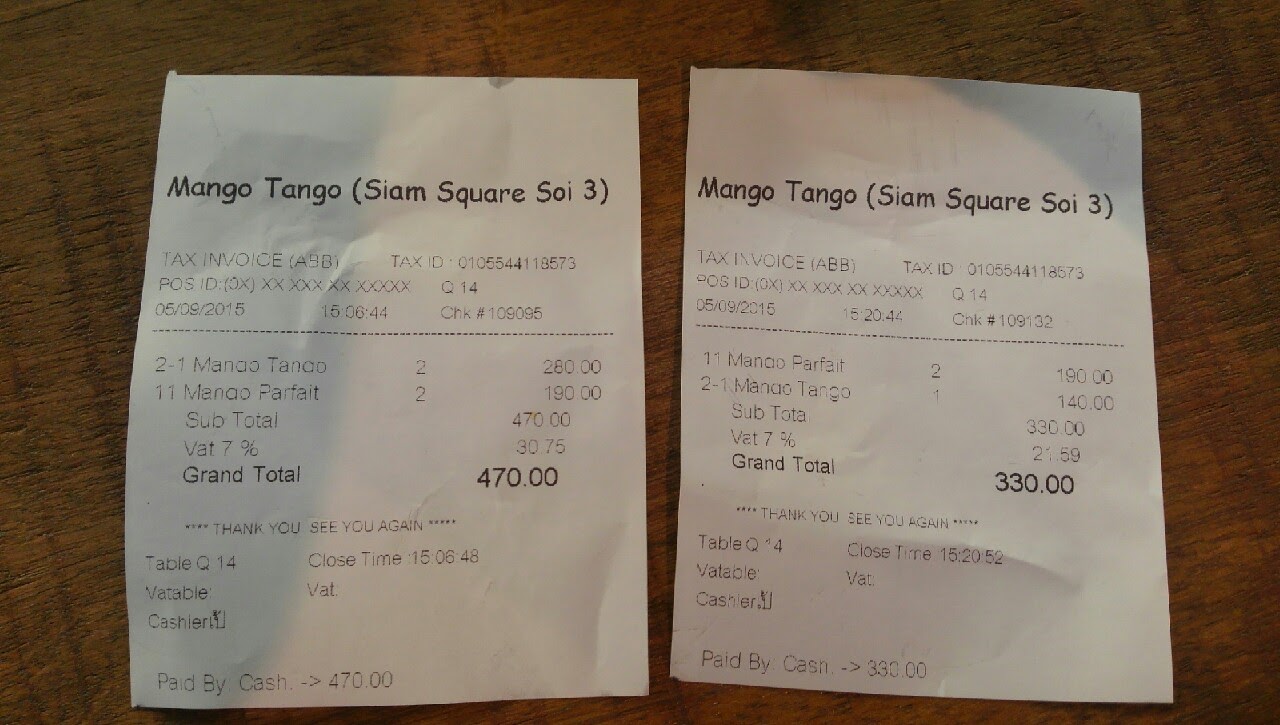 Mango Tango (Siam Square Soi 3)
TAX INVOICE (ABB) TAX ID : 0105544118573
POS ID:(0X) XX XXX XX XXXXX Q 14
05/09/2015 15:06:44 Chk #109095
2-1 Mango Tango 2 280.00
11 Mango Parfait 2 190.00
Sub Total 470.00
Vat 7 % 30.75
Grand Total 470.00
**** THANK YOU SEE YOU AGAIN *****
Table Q 14 Close Time :15:06:48
Vatable: Vat:
Cashier:
Paid By: Cash. -> 470.00
Mango Tango (Siam Square Soi 3)
TAX INVOICE (ABB) TAX ID : 0105544118573
POS ID:(0X) XX XXX XX XXXXX Q 14
05/09/2015 15:20:44 Chk #109132
11 Mango Parfait 2 190.00
2-1 Mango Tango 1 140.00
Sub Total 330.00
Vat 7 % 21.59
Grand Total 330.00
**** THANK YOU SEE YOU AGAIN *****
Table Q 14 Close Time :15:20:52
Vatable: Vat:
Cashier:
Paid By: Cash. -> 330.00